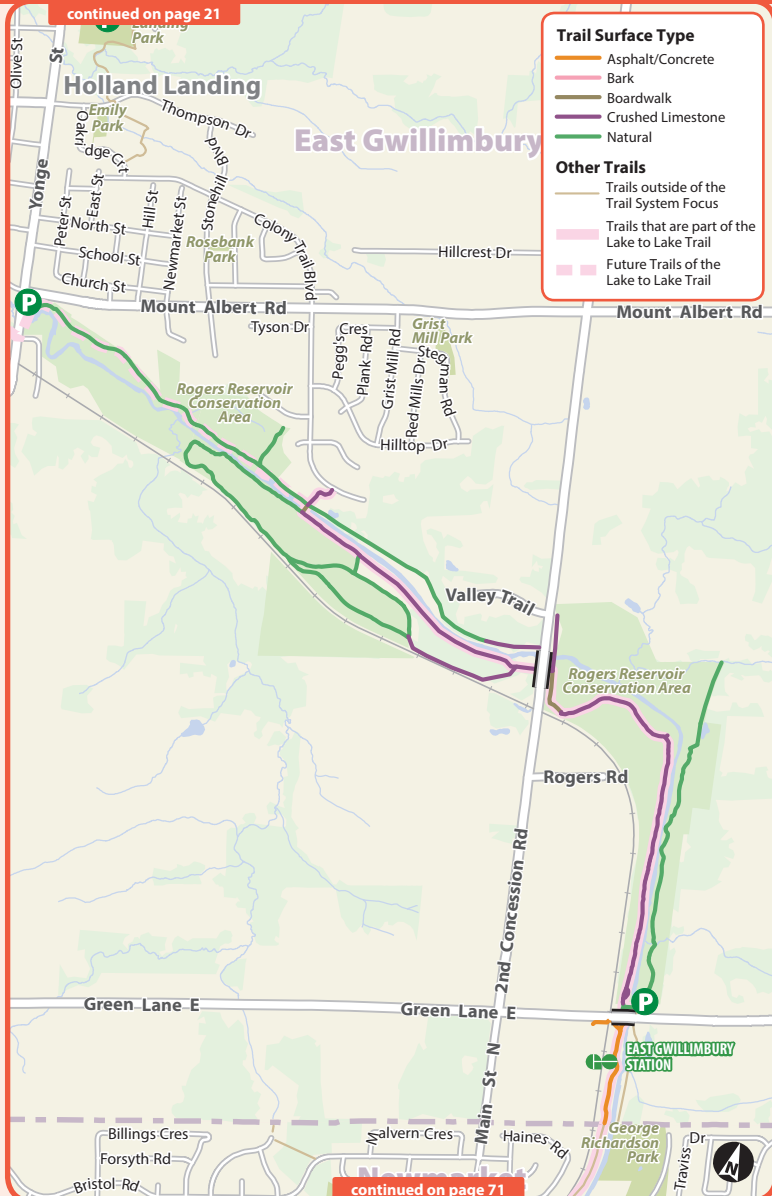 continued on page 21
Landing
Park
P
Olive St
St
Holland Landing
Emily
Park
Thompson Dr
Oakri
dge Crt
East Gwillimbury
Trail Surface Type
Asphalt/Concrete
Bark
Boardwalk
Crushed Limestone
Natural
Other Trails
Trails outside of the
Trail System Focus
Trails that are part of the
Lake to Lake Trail
Future Trails of the
Lake to Lake Trail
Yonge
Peter St
East St
North St
School St
Church St
Hill St
Newmarket St
Stonehill
Blvd
Rosebank
Park
Colony Trail Blvd
Hillcrest Dr
P
Mount Albert Rd
Mount Albert Rd
Tyson Dr
Pegg's
Cres
Hank Rd
Grist Mill Rd
Red Mills Dr
Grist
Mill Park
Steg
man Rd
Hilltop Dr
Rogers Reservoir
Conservation
Area
Valley Trail
Rogers Reservoir
Conservation Area
Rogers Rd
2nd Concession Rd
Green Lane E
Green Lane E
P
EAST GWILLIMBURY
STATION
Main St N
Billings Cres
Forsyth Rd
Bristol Rd
Malvern Cres
Haines Rd
George
Richardson
Park
Traviss Dr
N
Newmarket
continued on page 71